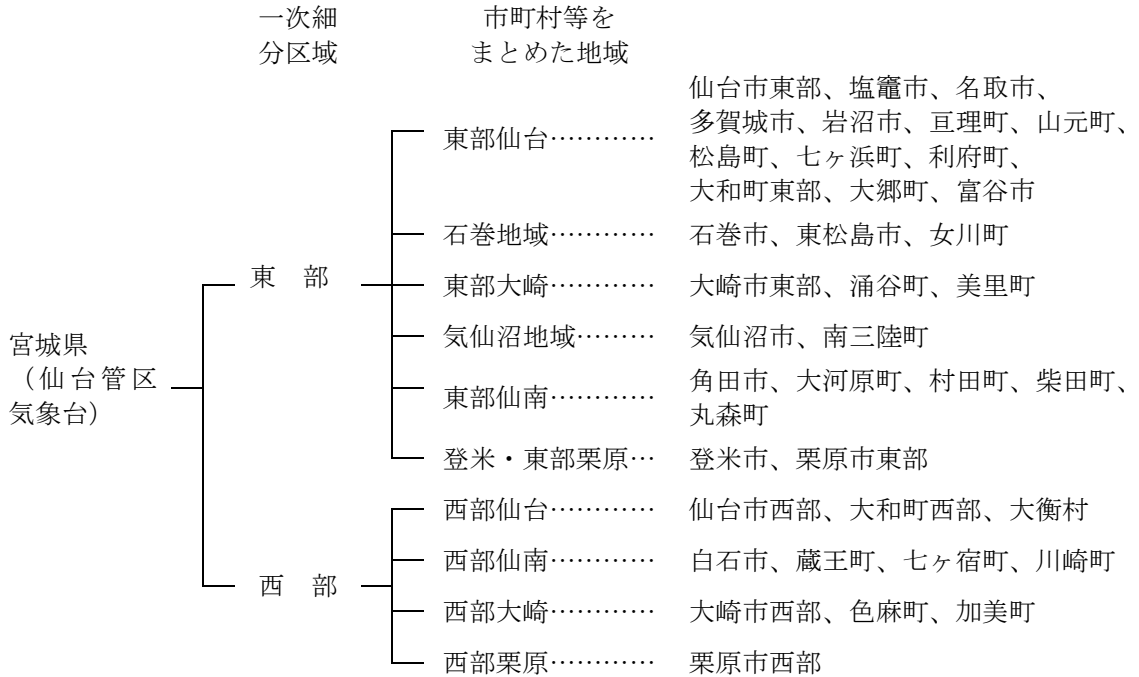 一次細
分区域
市町村等を
まとめた地域
宮城県
（仙台管区
気象台）
東　部
東部仙台…………
仙台市東部、塩竈市、名取市、
多賀城市、岩沼市、亘理町、山元町、
松島町、七ヶ浜町、利府町、
大和町東部、大郷町、富谷市
石巻地域…………　石巻市、東松島市、女川町
東部大崎…………　大崎市東部、涌谷町、美里町
気仙沼地域………　気仙沼市、南三陸町
東部仙南…………
角田市、大河原町、村田町、柴田町、
丸森町
登米・東部栗原…　登米市、栗原市東部
西　部
西部仙台…………　仙台市西部、大和町西部、大衡村
西部仙南…………　白石市、蔵王町、七ヶ宿町、川崎町
西部大崎…………　大崎市西部、色麻町、加美町
西部栗原…………　栗原市西部